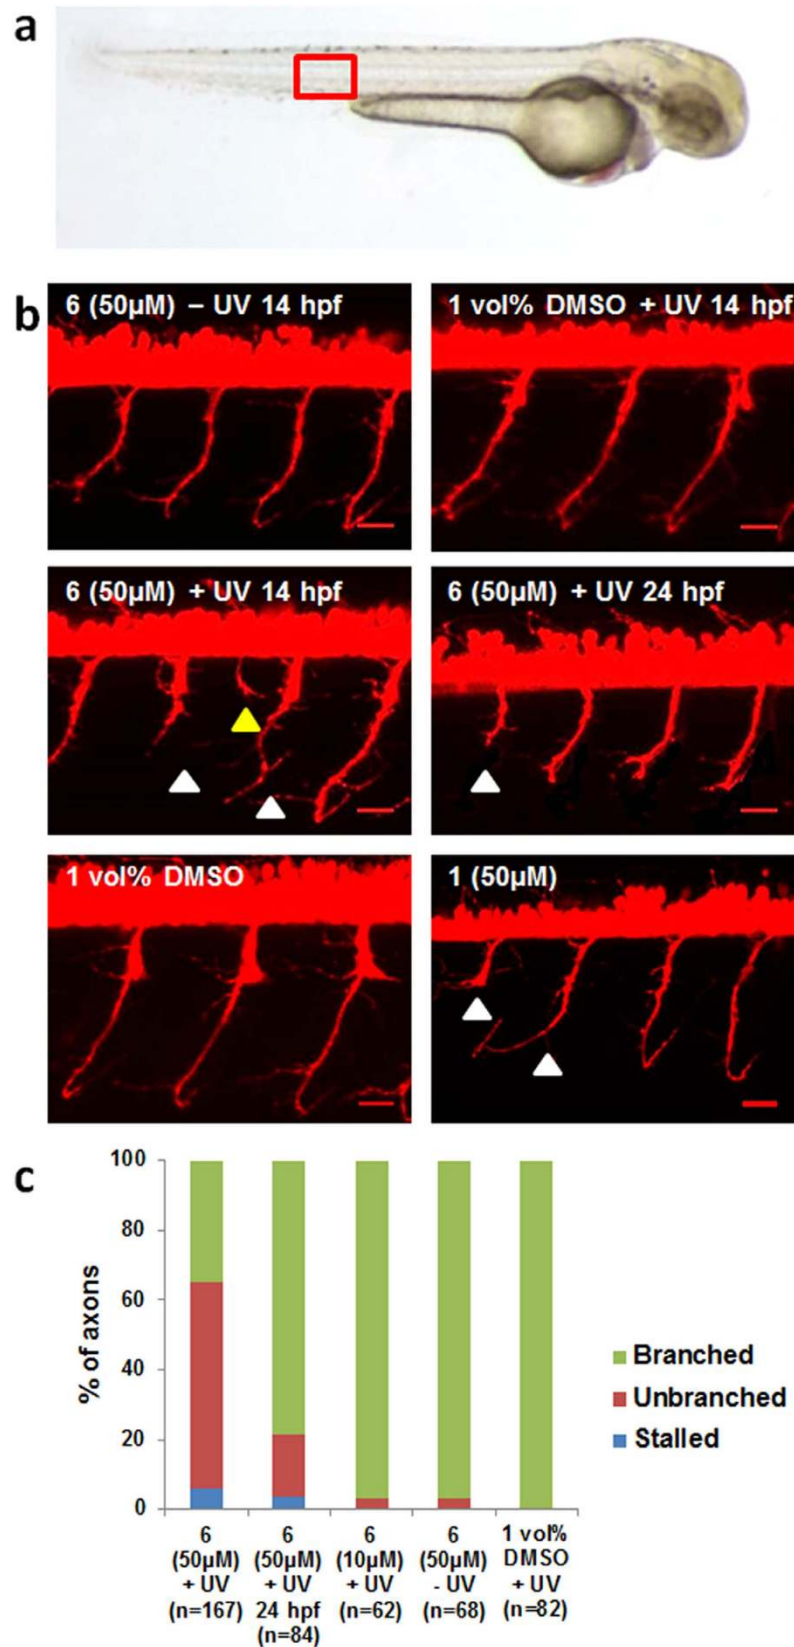 a
b
6 (50μM) – UV 14 hpf
1 vol% DMSO + UV 14 hpf
6 (50μM) + UV 14 hpf
6 (50μM) + UV 24 hpf
1 vol% DMSO
1 (50μM)
c
% of axons
100
80
60
40
20
0
Branched
Unbranched
Stalled
6
(50μM)
+ UV
(n=167)
6
(50μM)
+ UV
24 hpf
(n=84)
6
(10μM)
+ UV
(n=62)
6
(50μM)
- UV
(n=68)
1 vol%
DMSO
+ UV
(n=82)